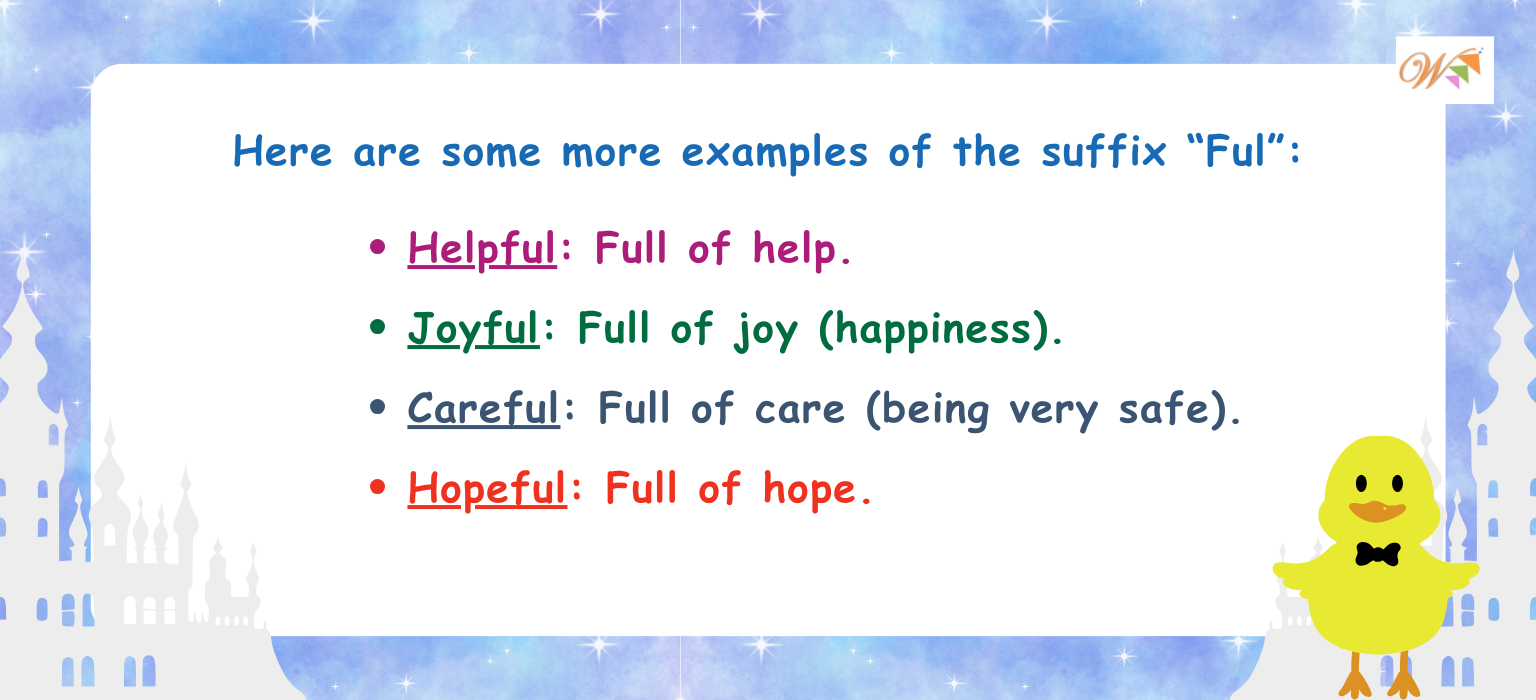 W
Here are some more examples of the suffix “Ful”:
• Helpful: Full of help.
• Joyful: Full of joy (happiness).
• Careful: Full of care (being very safe).
• Hopeful: Full of hope.